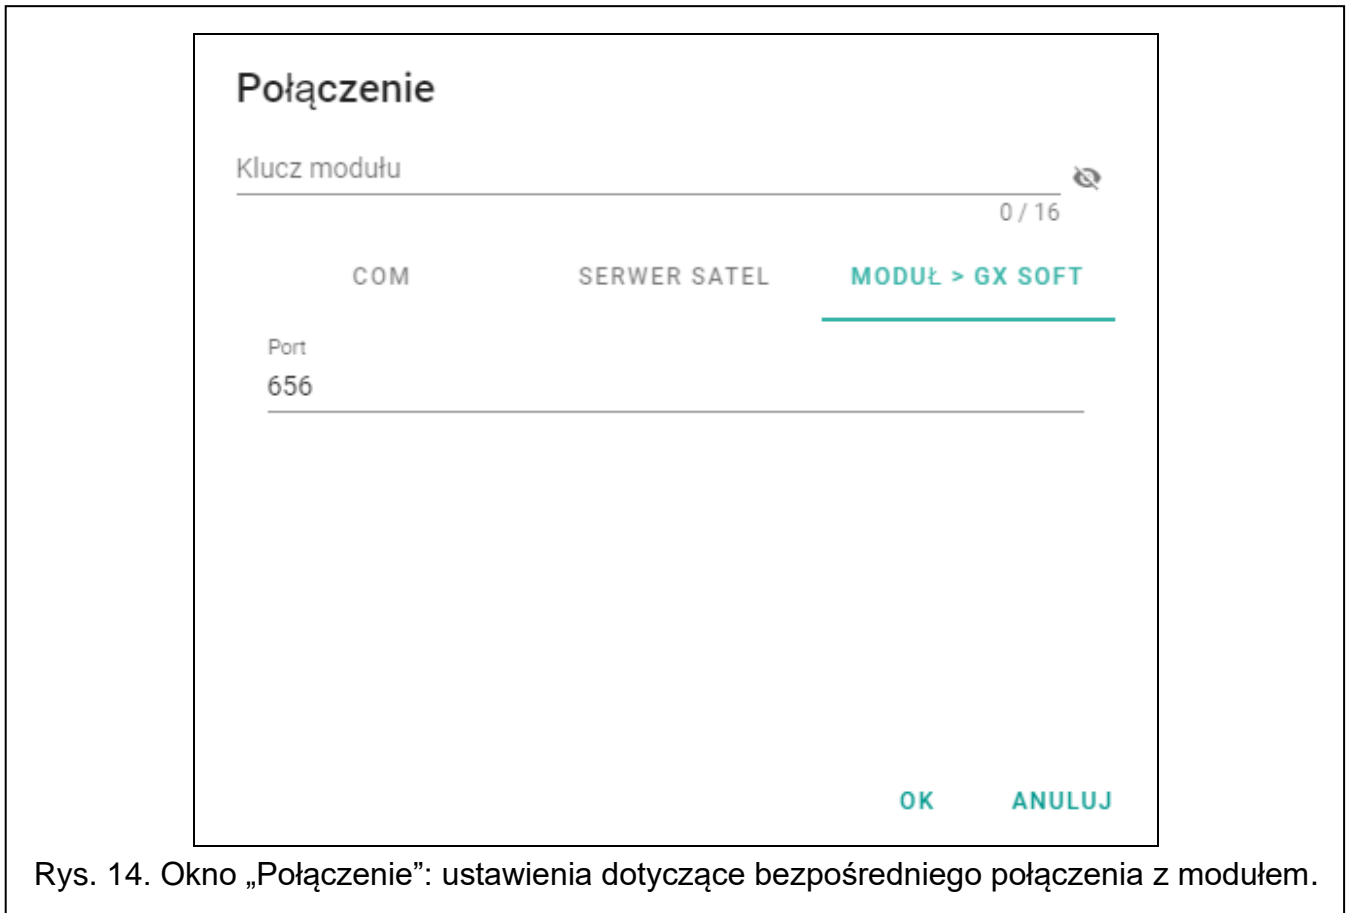 Połączenie
Klucz modułu
0 / 16
COM SERWER SATEL MODUŁ > GX SOFT
Port
656
OK ANULUJ
Rys. 14. Okno „Połączenie”: ustawienia dotyczące bezpośredniego połączenia z modułem.